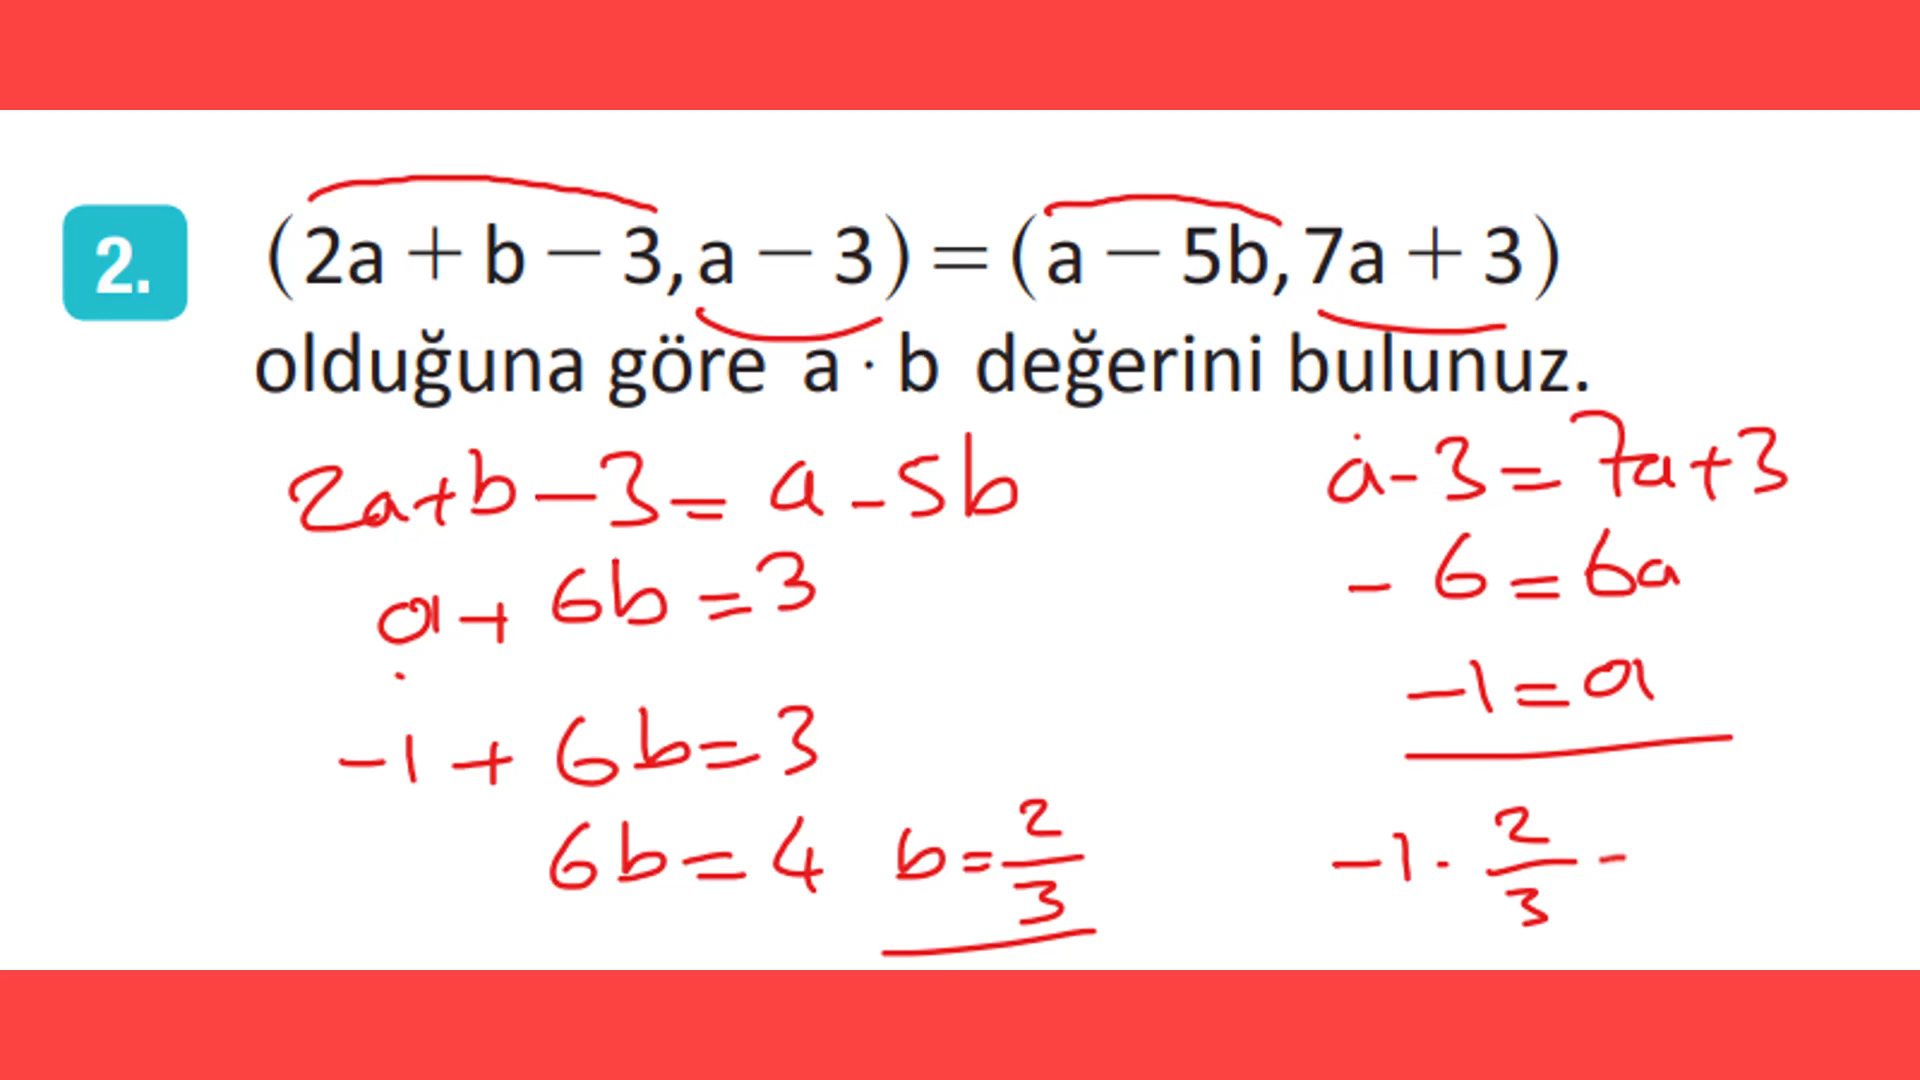 2. (2a + b − 3, a − 3) = (a − 5b, 7a + 3)
olduğuna göre a · b değerini bulunuz.
2a+b−3=a−5b
a+6b=3
−1+6b=3
6b=4 b=2/3
a−3=7a+3
−6=6a
−1=a
−1·2/3 −